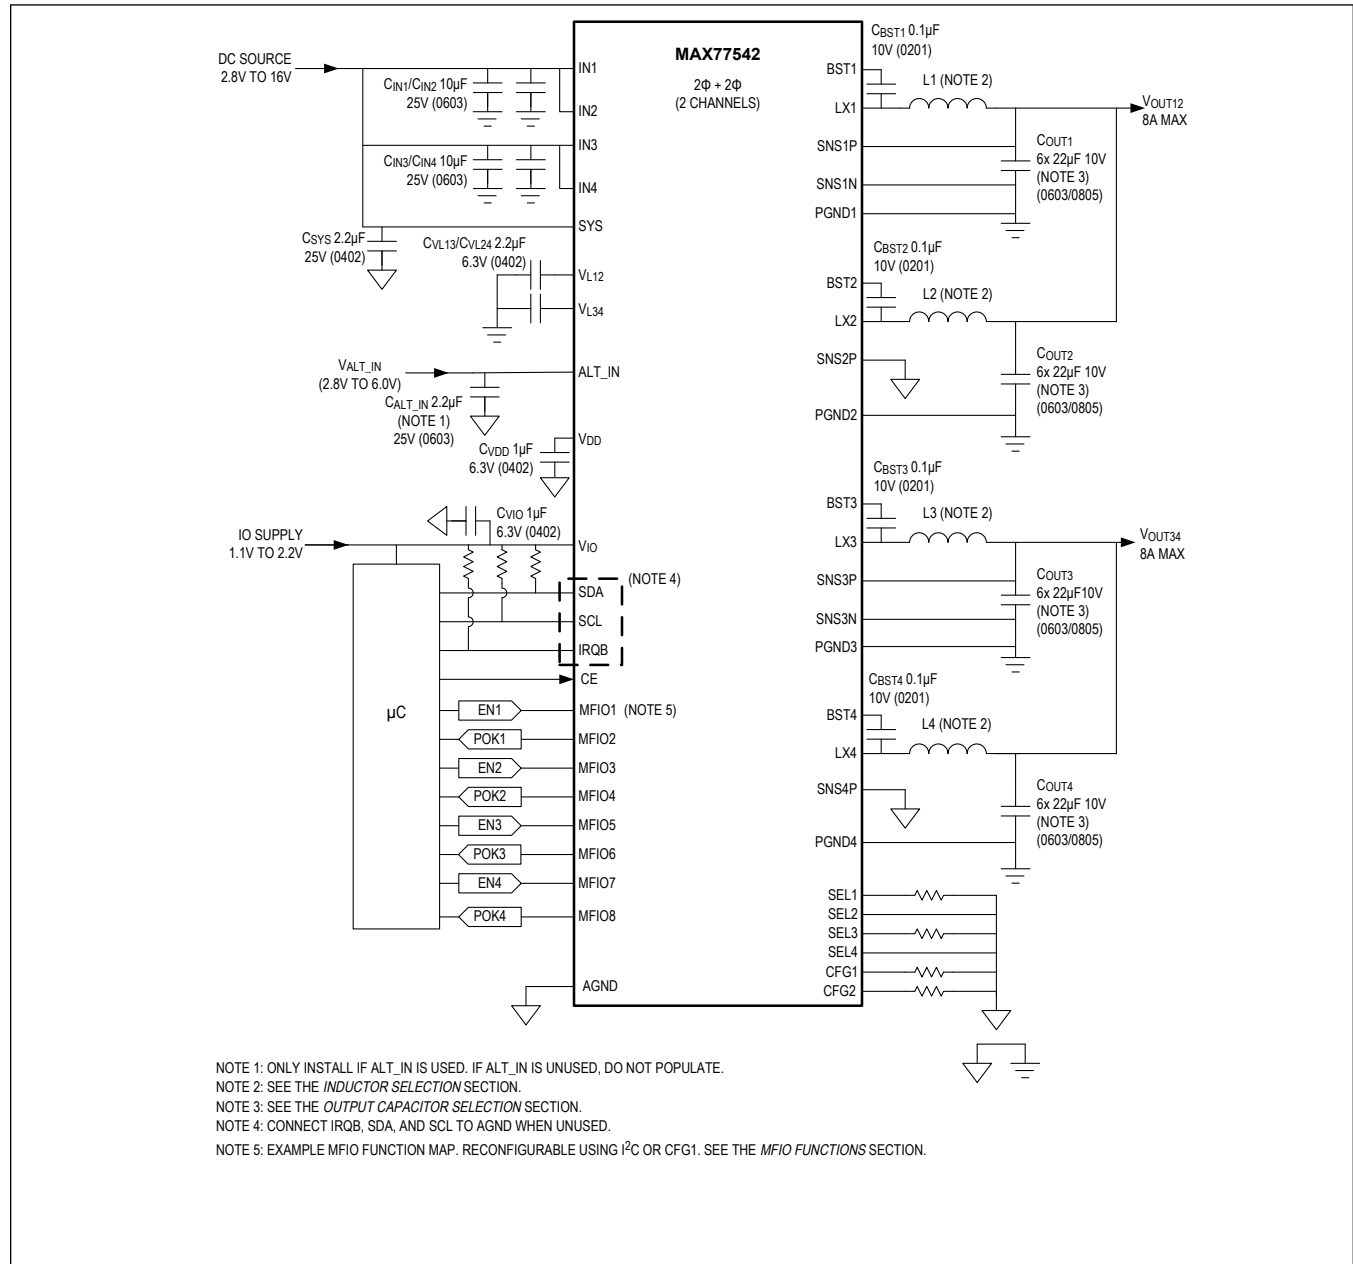 MAX77542
2Φ + 2Φ
(2 CHANNELS)
DC SOURCE
2.8V TO 16V
CIN1/CIN2 10µF
25V (0603)
CIN3/CIN4 10µF
25V (0603)
CSYS 2.2µF
25V (0402)
CVL13/CVL24 2.2µF
6.3V (0402)
VALT_IN
(2.8V TO 6.0V)
CALT_IN 2.2µF
(NOTE 1)
25V (0603)
CVDD 1µF
6.3V (0402)
CVIO 1µF
6.3V (0402)
IO SUPPLY
1.1V TO 2.2V
µC
EN1
POK1
EN2
POK2
EN3
POK3
EN4
POK4
IN1
IN2
IN3
IN4
SYS
VL12
VL34
ALT_IN
VDD
VIO
(NOTE 4)
SDA
SCL
IRQB
CE
MFIO1 (NOTE 5)
MFIO2
MFIO3
MFIO4
MFIO5
MFIO6
MFIO7
MFIO8
AGND
BST1
LX1
SNS1P
SNS1N
PGND1
BST2
LX2
SNS2P
PGND2
BST3
LX3
SNS3P
SNS3N
PGND3
BST4
LX4
SNS4P
PGND4
SEL1
SEL2
SEL3
SEL4
CFG1
CFG2
CBST1 0.1µF
10V (0201)
L1 (NOTE 2)
VOUT12
8A MAX
COUT1
6x 22µF 10V
(NOTE 3)
(0603/0805)
CBST2 0.1µF
10V (0201)
L2 (NOTE 2)
COUT2
6x 22µF 10V
(NOTE 3)
(0603/0805)
CBST3 0.1µF
10V (0201)
L3 (NOTE 2)
VOUT34
8A MAX
COUT3
6x 22µF10V
(NOTE 3)
(0603/0805)
CBST4 0.1µF
10V (0201)
L4 (NOTE 2)
COUT4
6x 22µF 10V
(NOTE 3)
(0603/0805)
NOTE 1: ONLY INSTALL IF ALT_IN IS USED. IF ALT_IN IS UNUSED, DO NOT POPULATE.
NOTE 2: SEE THE INDUCTOR SELECTION SECTION.
NOTE 3: SEE THE OUTPUT CAPACITOR SELECTION SECTION.
NOTE 4: CONNECT IRQB, SDA, AND SCL TO AGND WHEN UNUSED.
NOTE 5: EXAMPLE MFIO FUNCTION MAP. RECONFIGURABLE USING I2C OR CFG1. SEE THE MFIO FUNCTIONS SECTION.